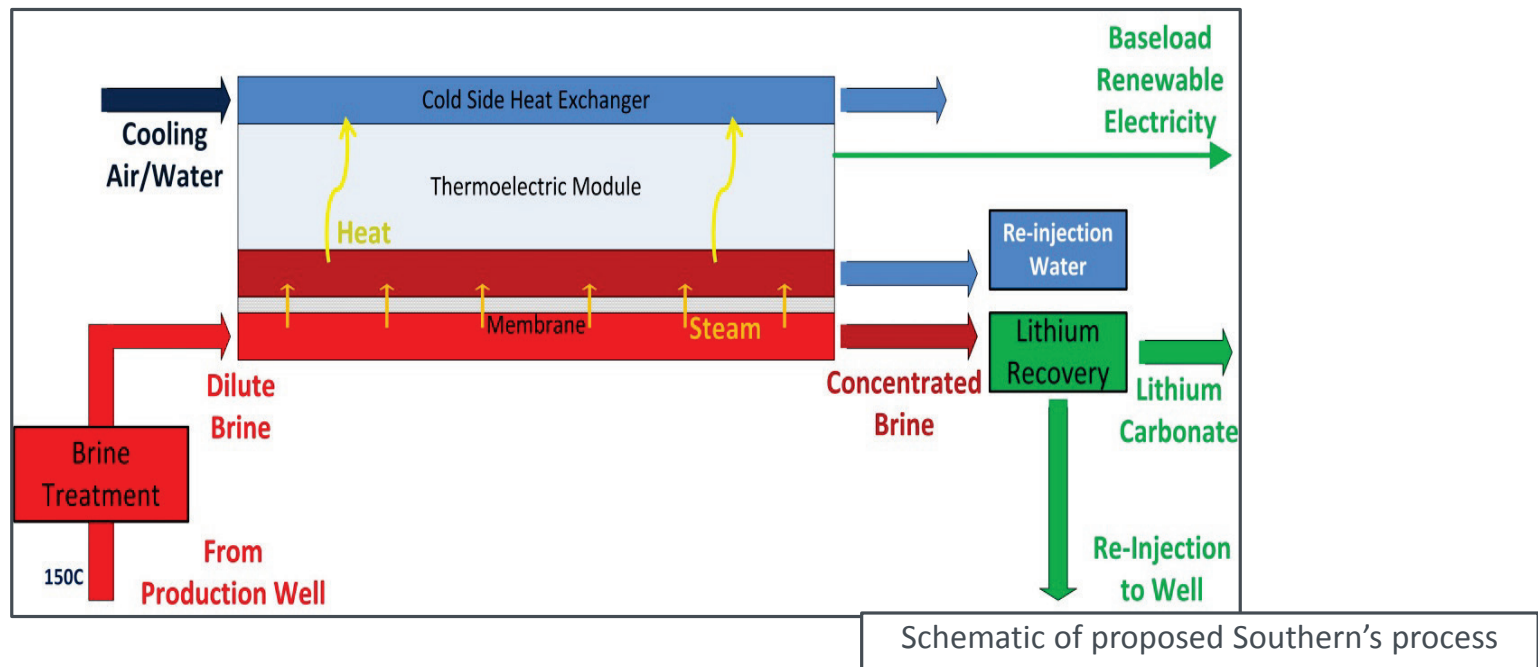 Baseload
Renewable
Electricity
Cold Side Heat Exchanger
Cooling
Air/Water
Thermoelectric Module
Heat
Re-injection
Water
Membrane
Steam
Dilute
Brine
Concentrated
Brine
Lithium
Recovery
Lithium
Carbonate
Brine
Treatment
150C
From
Production Well
Re-Injection
to Well
Schematic of proposed Southern’s process